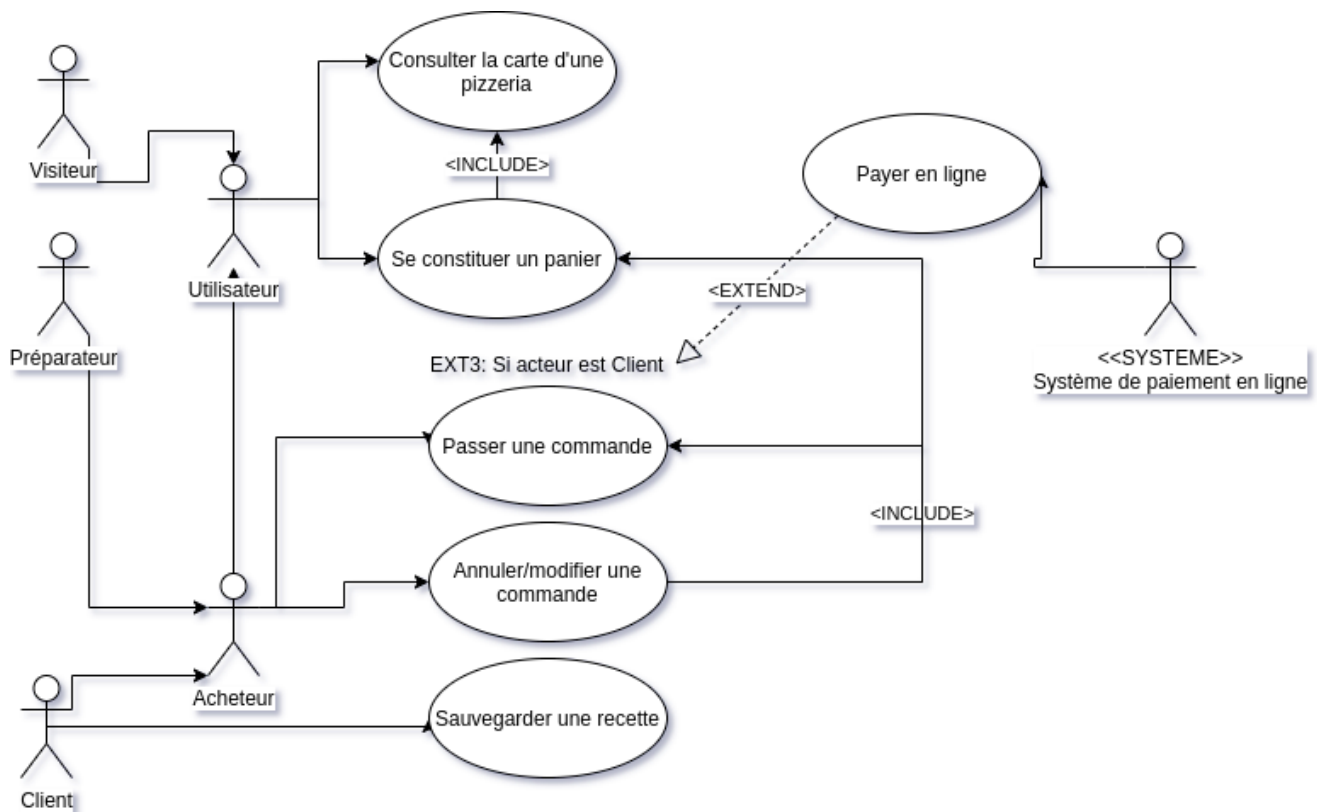 Consulter la carte d'une
pizzeria
Visiteur
<INCLUDE>
Payer en ligne
Se constituer un panier
Utilisateur
<EXTEND>
Préparateur
EXT3: Si acteur est Client
<<SYSTEME>>
Système de paiement en ligne
Passer une commande
<INCLUDE>
Annuler/modifier une
commande
Acheteur
Sauvegarder une recette
Client